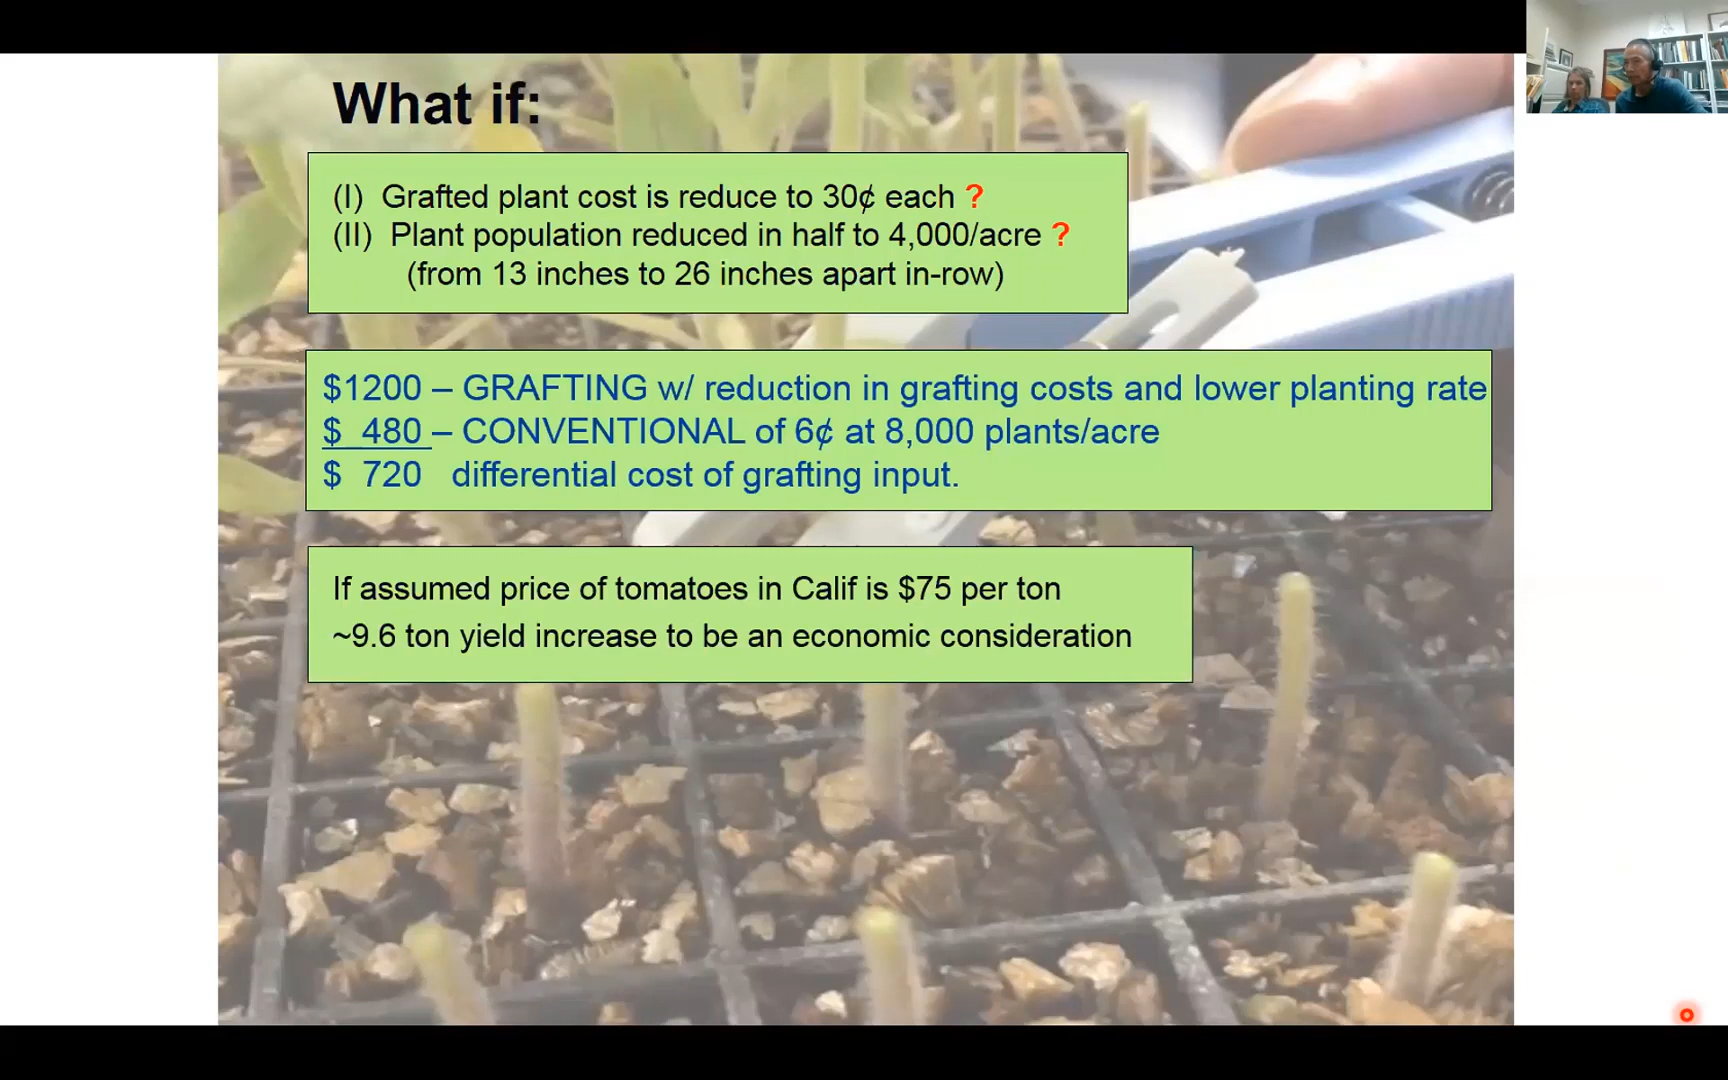 What if:
(I) Grafted plant cost is reduce to 30¢ each ?
(II) Plant population reduced in half to 4,000/acre ?
(from 13 inches to 26 inches apart in-row)
$1200 – GRAFTING w/ reduction in grafting costs and lower planting rate
$ 480 – CONVENTIONAL of 6¢ at 8,000 plants/acre
$ 720 differential cost of grafting input.
If assumed price of tomatoes in Calif is $75 per ton
~9.6 ton yield increase to be an economic consideration